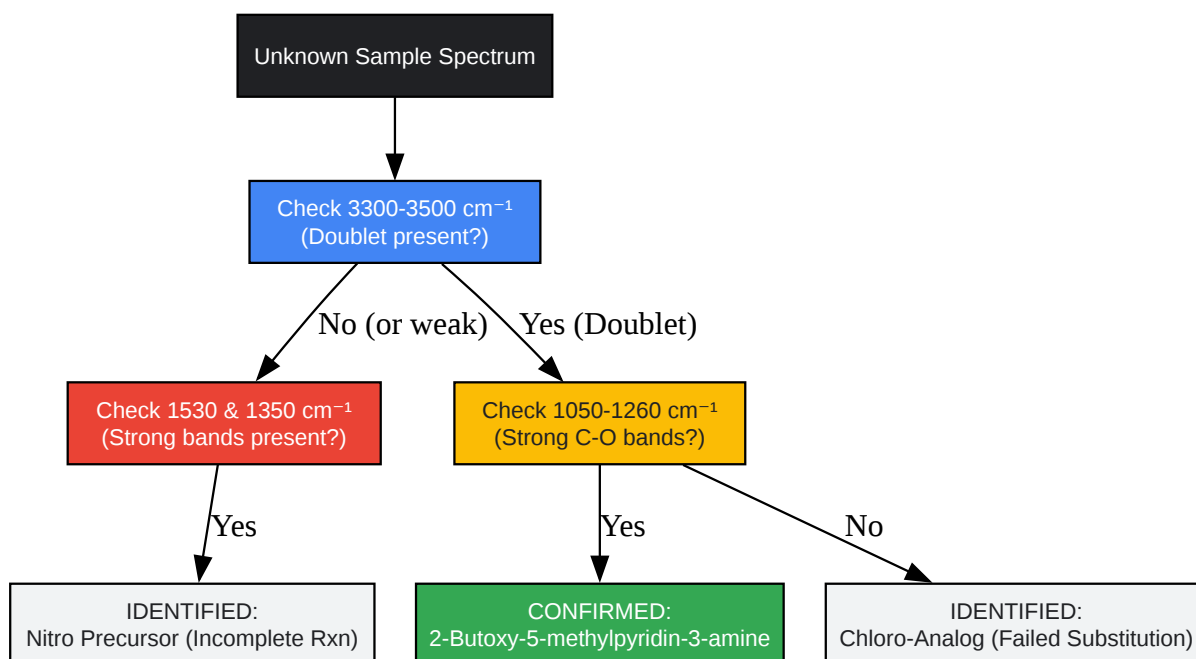 Unknown Sample Spectrum
Check 3300-3500 cm⁻¹
(Doublet present?)
No (or weak)
Yes (Doublet)
Check 1530 & 1350 cm⁻¹
(Strong bands present?)
Check 1050-1260 cm⁻¹
(Strong C-O bands?)
Yes
Yes
No
IDENTIFIED:
Nitro Precursor (Incomplete Rxn)
CONFIRMED:
2-Butoxy-5-methylpyridin-3-amine
IDENTIFIED:
Chloro-Analog (Failed Substitution)